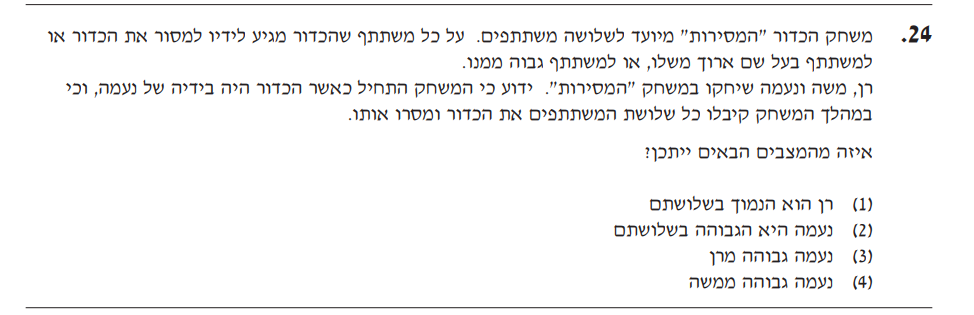 24. משחק הכדור "המסירות" מיועד לשלושה משתתפים. על כל משתתף שהכדור מגיע לידיו למסור את הכדור או
למשתתף בעל שם ארוך משלו, או למשתתף גבוה ממנו.
רן, משה ונעמה שיחקו במשחק "המסירות". ידוע כי המשחק התחיל כאשר הכדור היה בידיה של נעמה, וכי
במהלך המשחק קיבלו כל שלושת המשתתפים את הכדור ומסרו אותו.
איזה מהמצבים הבאים ייתכן?
(1) רן הוא הנמוך בשלושתם
(2) נעמה היא הגבוהה בשלושתם
(3) נעמה גבוהה מרן
(4) נעמה גבוהה ממשה